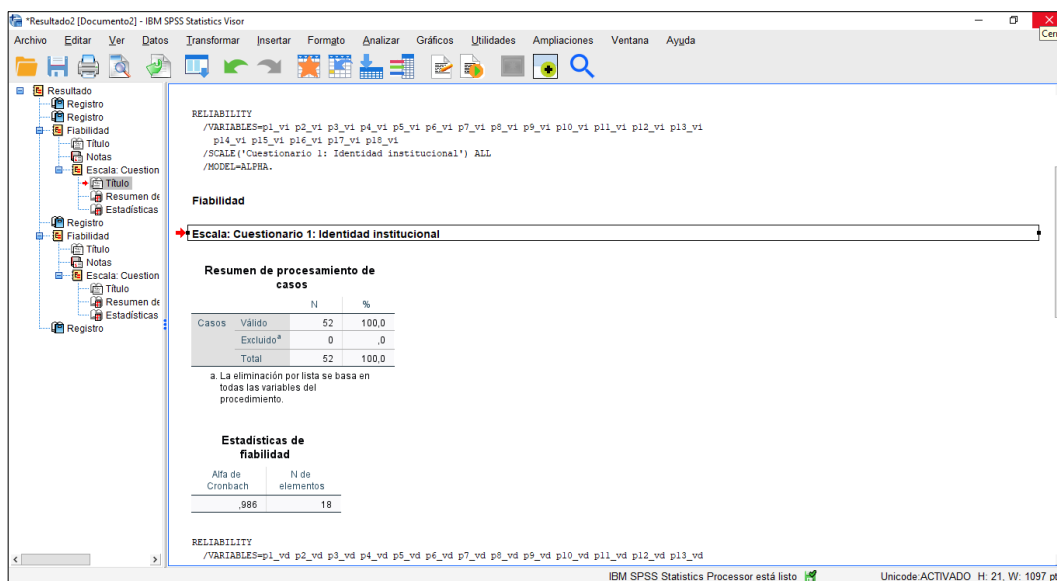 *Resultado2 [Documento2] - IBM SPSS Statistics Visor
Cer
Archivo Editar Ver Datos Transformar Insertar Formato Analizar Gráficos Utilidades Ampliaciones Ventana Ayuda
Resultado
Registro
Registro
Fiabilidad
Título
Notas
Escala: Cuestion
Título
Resumen de
Estadísticas
Registro
Fiabilidad
Título
Notas
Escala: Cuestion
Título
Resumen de
Estadísticas
Registro
RELIABILITY
/VARIABLES=p1_vi p2_vi p3_vi p4_vi p5_vi p6_vi p7_vi p8_vi p9_vi p10_vi p11_vi p12_vi p13_vi
p14_vi p15_vi p16_vi p17_vi p18_vi
/SCALE('Cuestionario 1: Identidad institucional') ALL
/MODEL=ALPHA.
Fiabilidad
Escala: Cuestionario 1: Identidad institucional
Resumen de procesamiento de
casos
N %
Casos Válido 52 100,0
Excluidoª 0 ,0
Total 52 100,0
a. La eliminación por lista se basa en
todas las variables del
procedimiento.
Estadísticas de
fiabilidad
Alfa de N de
Cronbach elementos
,986 18
RELIABILITY
/VARIABLES=p1_vd p2_vd p3_vd p4_vd p5_vd p6_vd p7_vd p8_vd p9_vd p10_vd p11_vd p12_vd p13_vd
IBM SPSS Statistics Processor está listo Unicode:ACTIVADO H: 21, W: 1097 pt